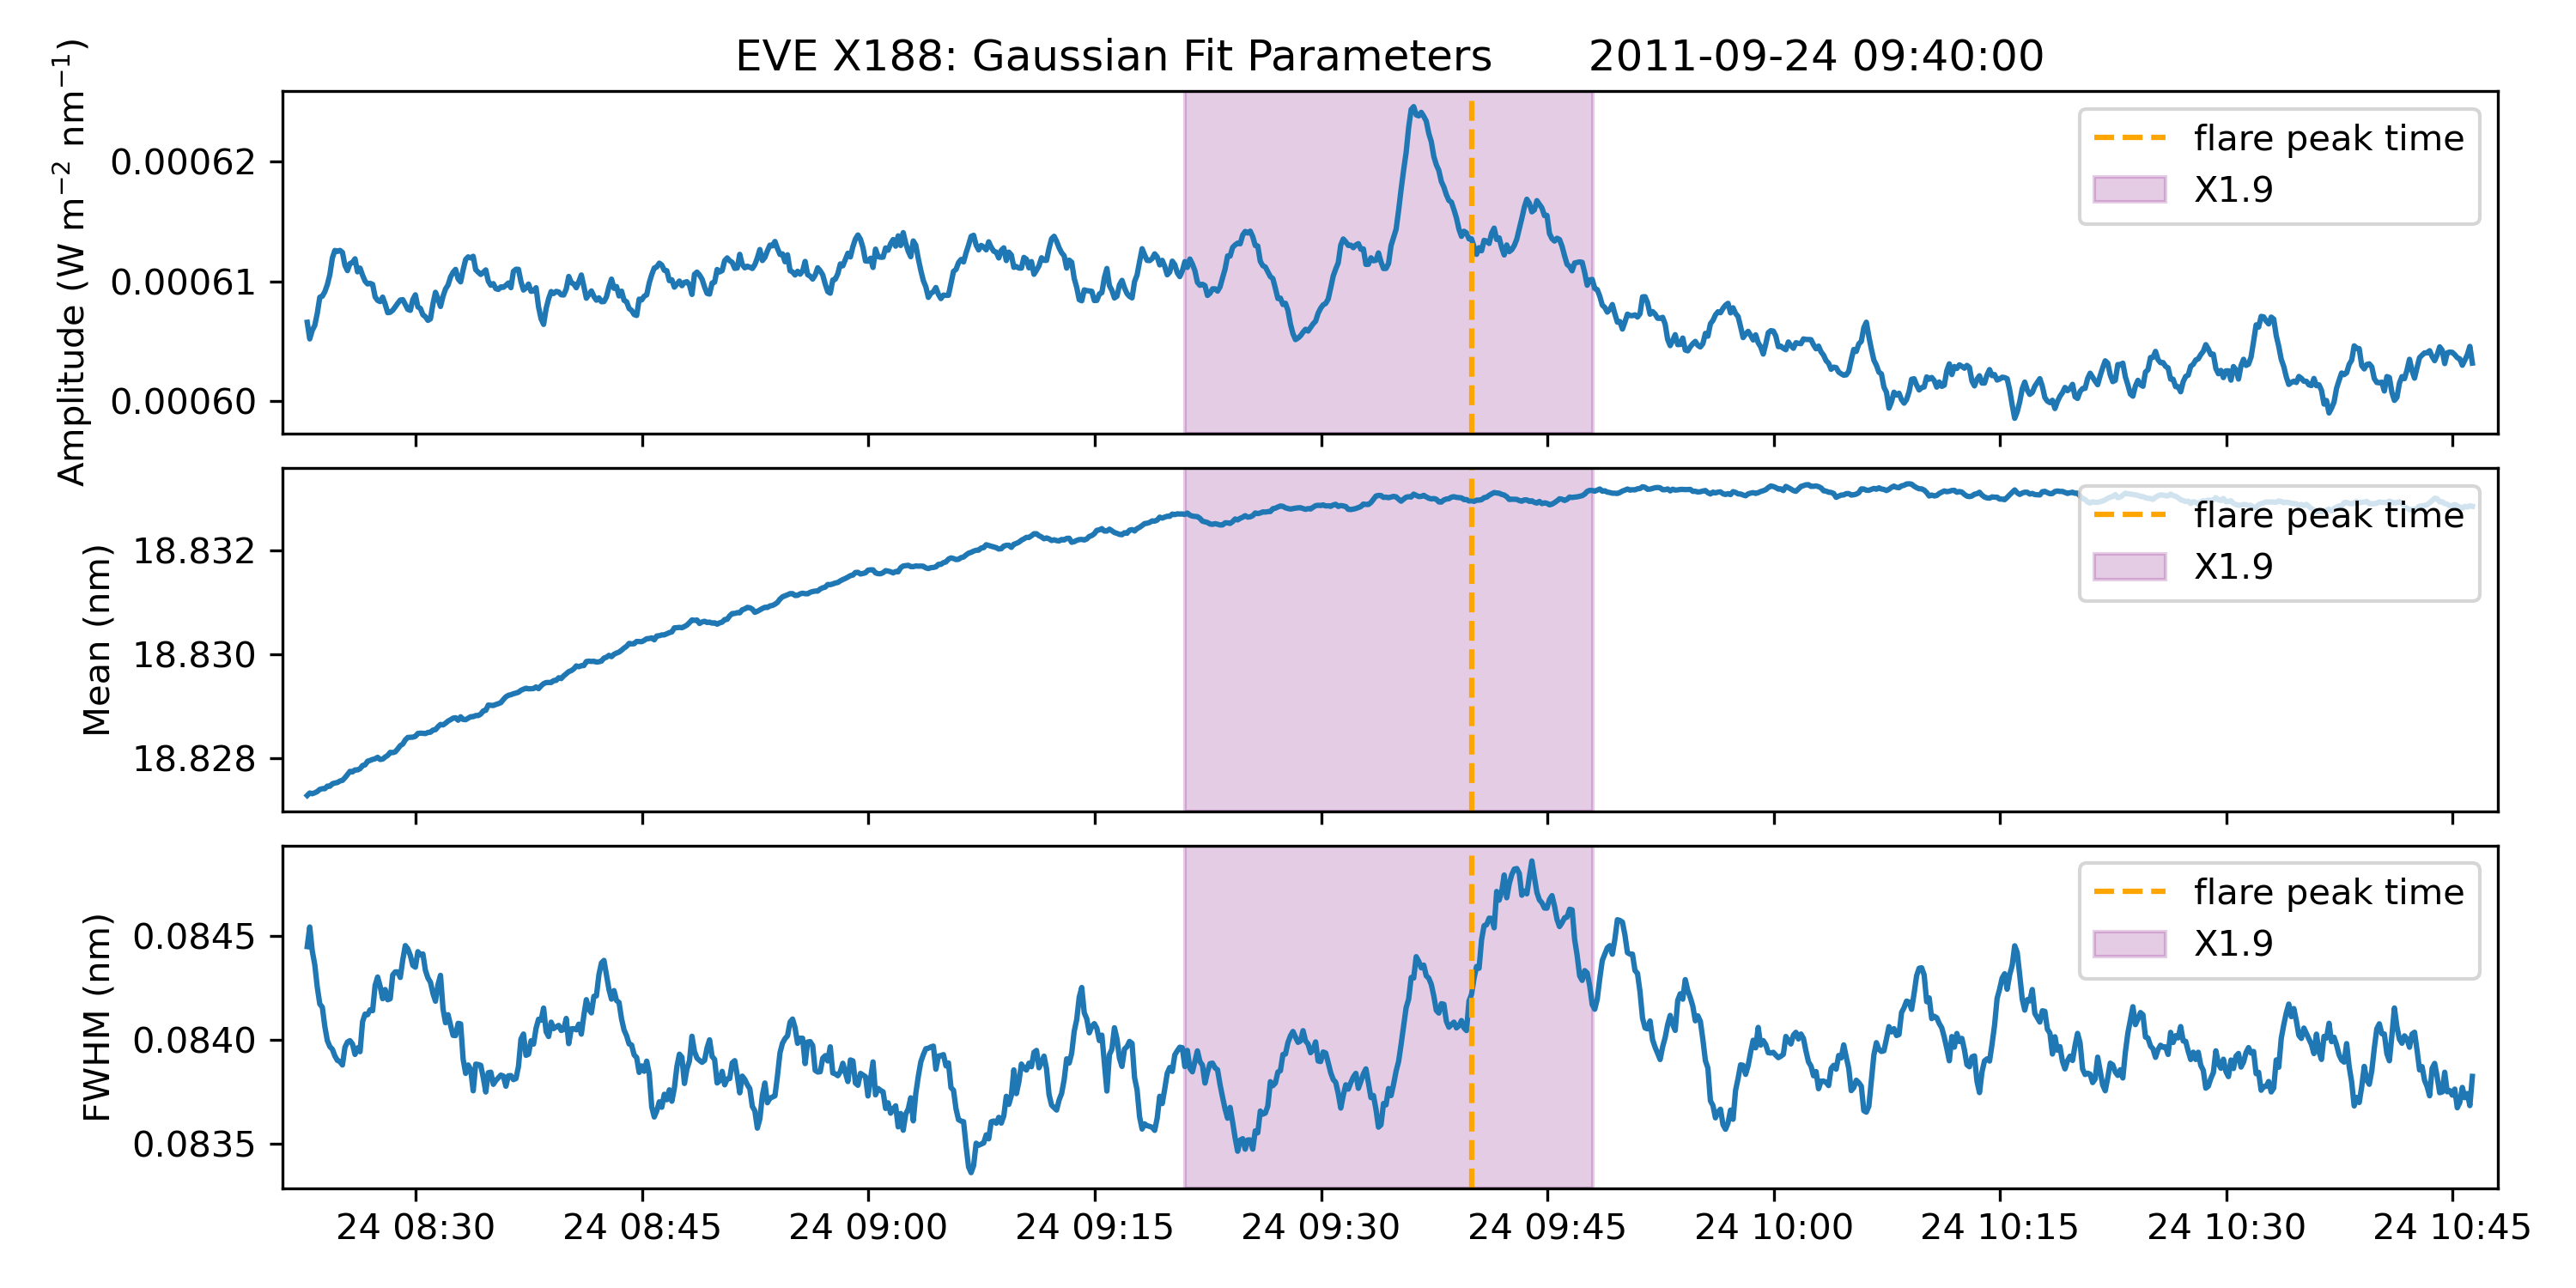 EVE X188: Gaussian Fit Parameters 2011-09-24 09:40:00
Amplitude (W m⁻² nm⁻¹)
0.00062
0.00061
0.00060
flare peak time
X1.9
Mean (nm)
18.832
18.830
18.828
flare peak time
X1.9
FWHM (nm)
0.0845
0.0840
0.0835
flare peak time
X1.9
24 08:30 24 08:45 24 09:00 24 09:15 24 09:30 24 09:45 24 10:00 24 10:15 24 10:30 24 10:45